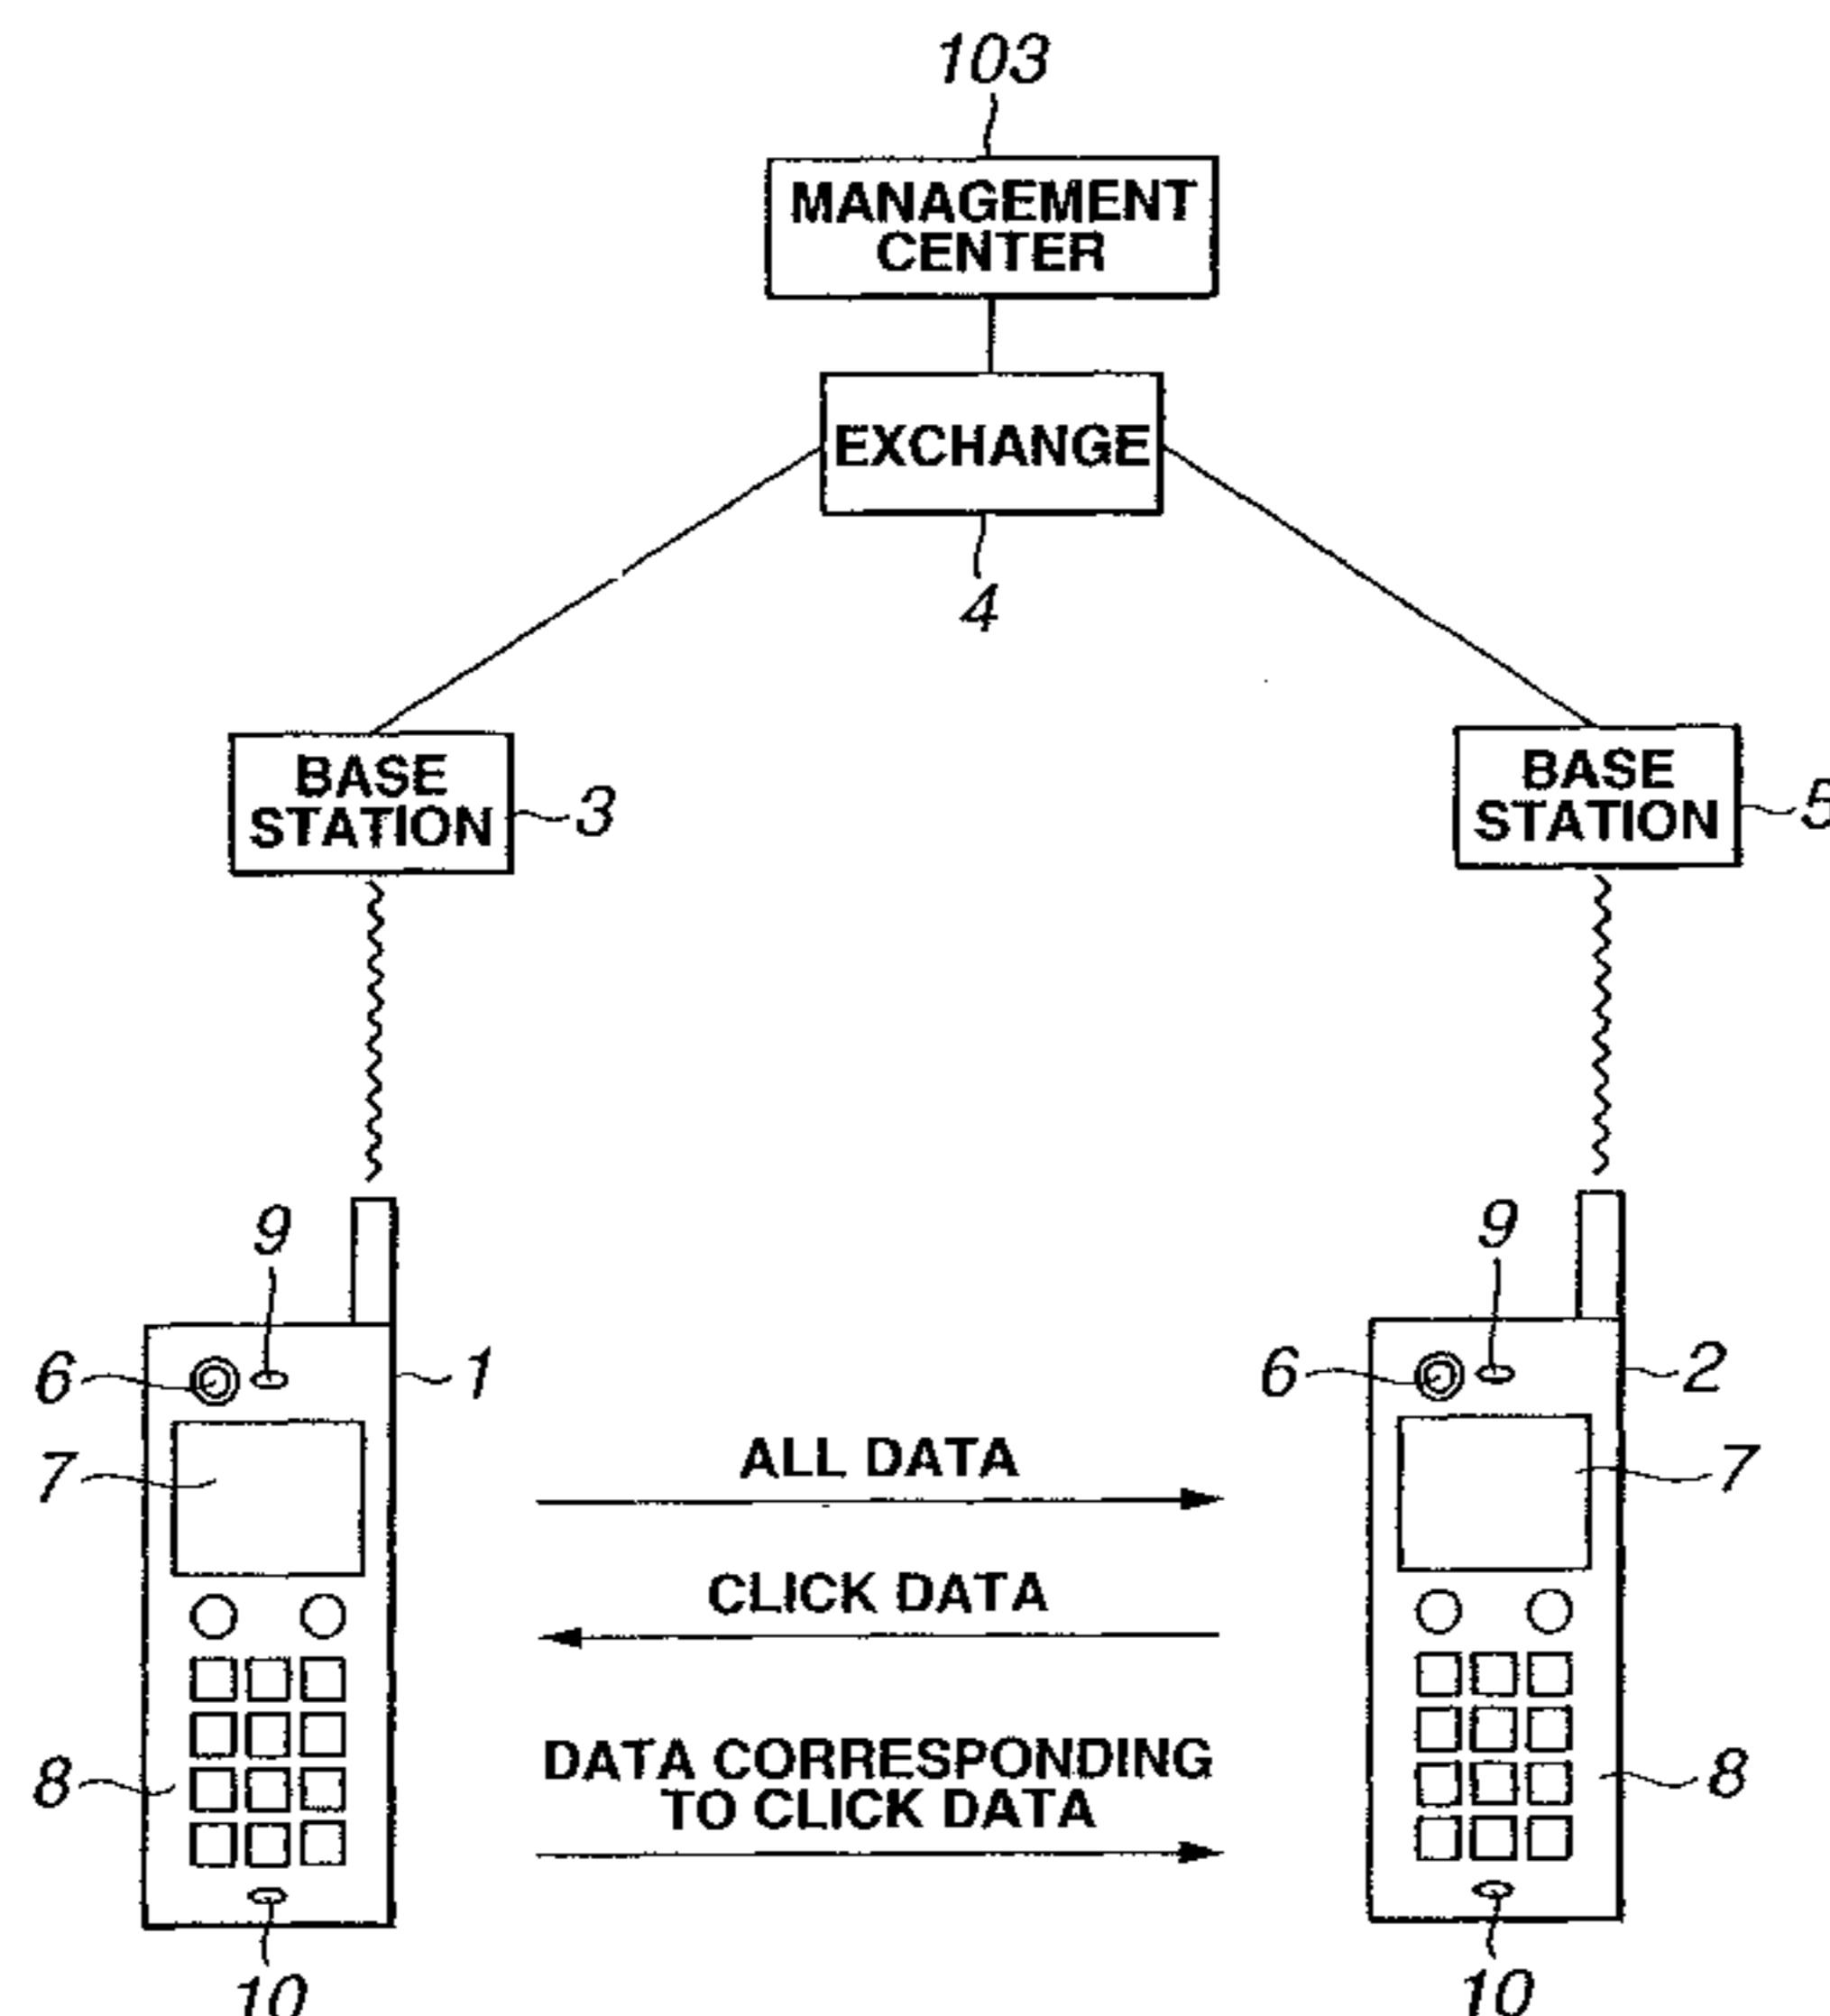 103
MANAGEMENT
CENTER
EXCHANGE
4
BASE
STATION
3
BASE
STATION
5
9
9
6
1
6
2
7
ALL DATA
7
CLICK DATA
8
DATA CORRESPONDING
TO CLICK DATA
8
10
10